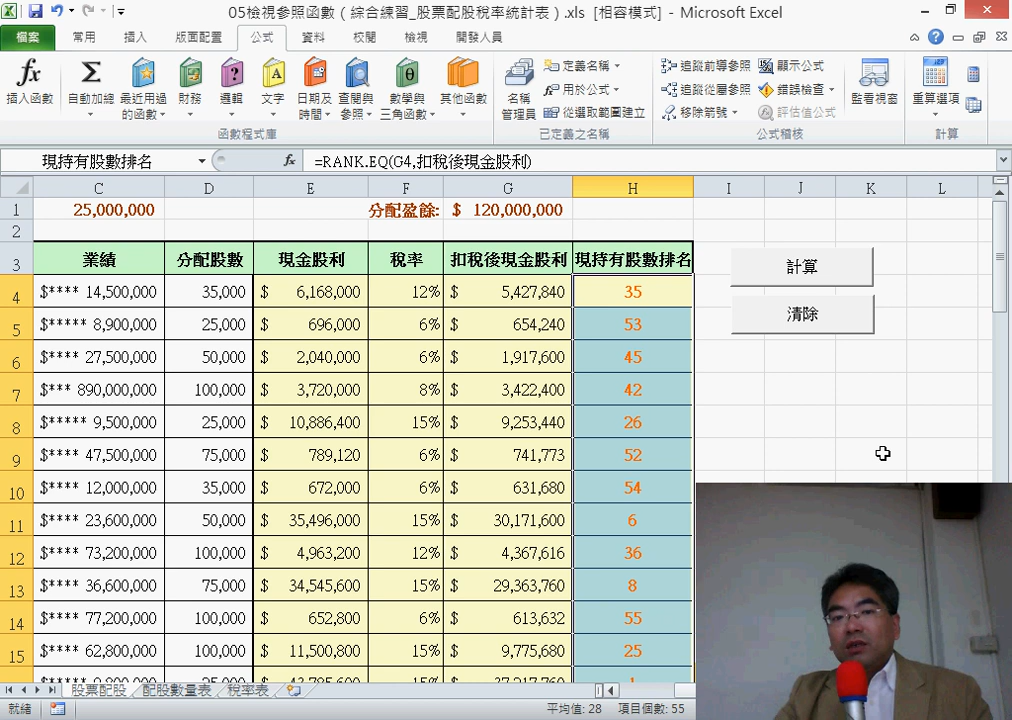 05檢視參照函數（綜合練習_股票配股稅率統計表）.xls [相容模式] - Microsoft Excel
檔案 常用 插入 版面配置 公式 資料 校閱 檢視 開發人員
插入函數 自動加總 最近用過的函數 財務 邏輯 文字 日期及時間 查閱與參照 數學與三角函數 其他函數 名稱管理員 定義名稱 用於公式 從選取範圍建立 追蹤前導參照 追蹤從屬參照 移除箭號 顯示公式 錯誤檢查 評估值公式 監看視窗 重算選項
函數程式庫 已定義之名稱 公式稽核 計算
現持有股數排名 fx =RANK.EQ(G4,扣稅後現金股利)
C D E F G H I J K L
1 25,000,000 分配盈餘: $ 120,000,000
2
3 業績 分配股數 現金股利 稅率 扣稅後現金股利 現持有股數排名
4 $**** 14,500,000 35,000 $ 6,168,000 12% $ 5,427,840 35
5 $***** 8,900,000 25,000 $ 696,000 6% $ 654,240 53
6 $**** 27,500,000 50,000 $ 2,040,000 6% $ 1,917,600 45
7 $*** 890,000,000 100,000 $ 3,720,000 8% $ 3,422,400 42
8 $***** 9,500,000 25,000 $ 10,886,400 15% $ 9,253,440 26
9 $**** 47,500,000 75,000 $ 789,120 6% $ 741,773 52
10 $**** 12,000,000 35,000 $ 672,000 6% $ 631,680 54
11 $**** 23,600,000 50,000 $ 35,496,000 15% $ 30,171,600 6
12 $**** 73,200,000 100,000 $ 4,963,200 12% $ 4,367,616 36
13 $**** 36,600,000 75,000 $ 34,545,600 15% $ 29,363,760 8
14 $**** 77,200,000 100,000 $ 652,800 6% $ 613,632 55
15 $**** 62,800,000 100,000 $ 11,500,800 15% $ 9,775,680 25
計算
清除
股票配股 配股數量表 稅率表
就緒 平均值: 28 項目個數: 55